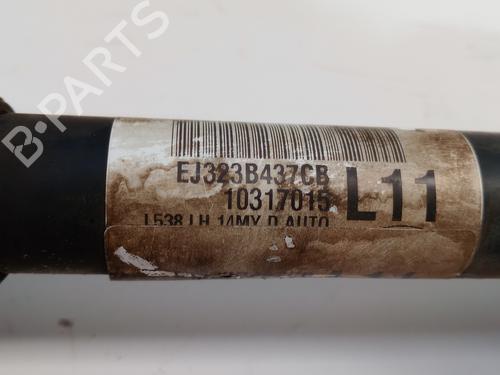 B-PARTS
EJ323B437CB
10317015
L11
L538 LH 14MY D AUTO